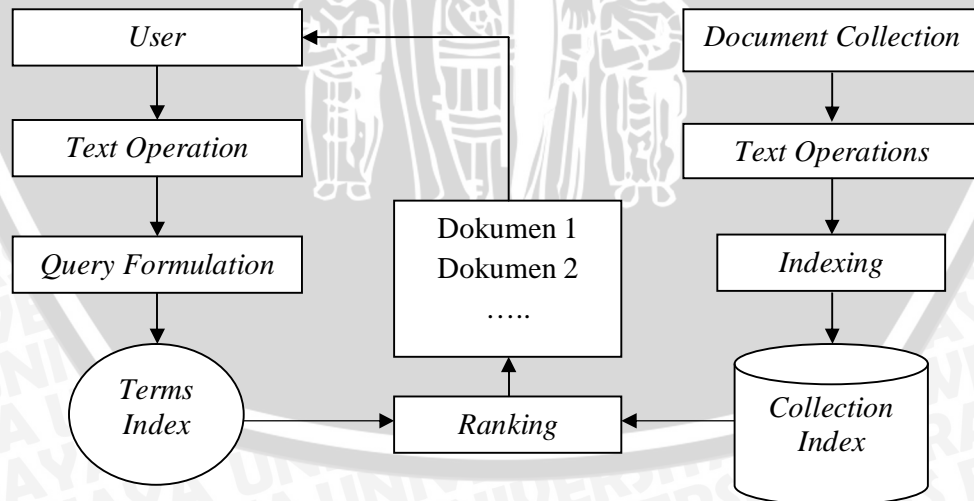 User
Document Collection
Text Operation
Text Operations
Query Formulation
Dokumen 1
Dokumen 2
…..
Indexing
Terms
Index
Ranking
Collection
Index